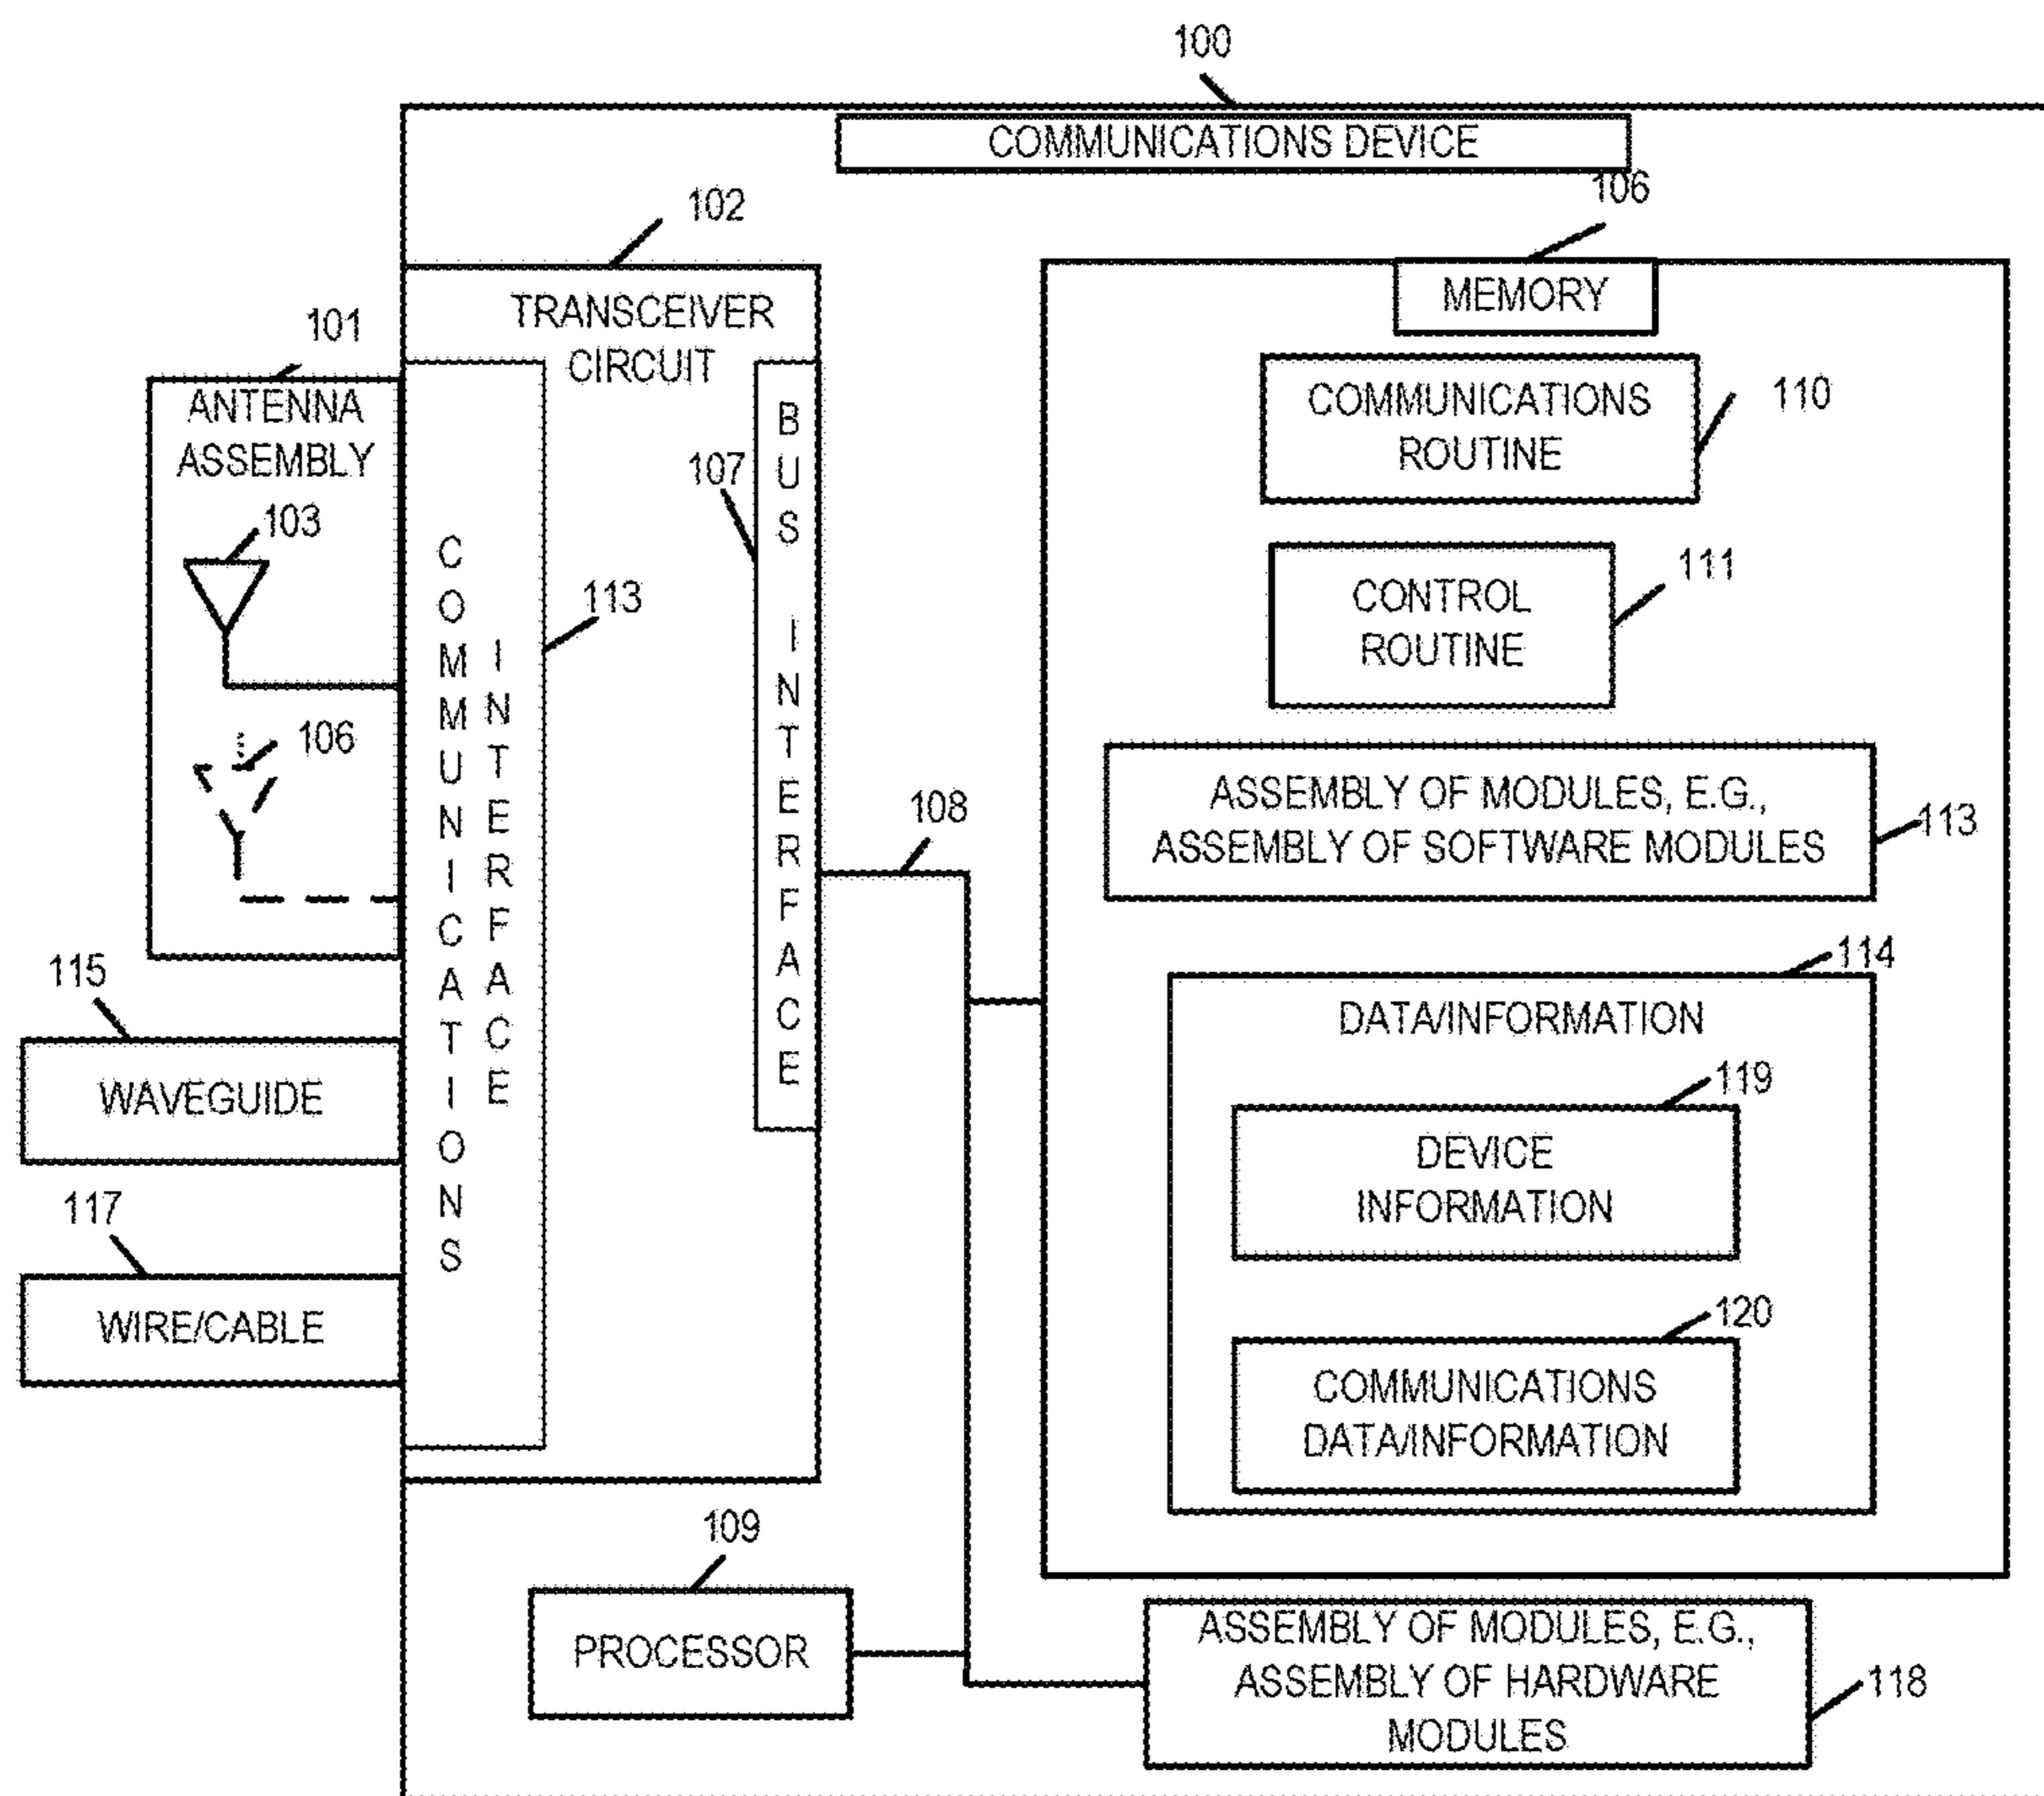 100
COMMUNICATIONS DEVICE
106
102
MEMORY
TRANSCEIVER
CIRCUIT
101
ANTENNA
ASSEMBLY
103
106
COMMUNICATIONS
INTERFACE
113
107
BUS INTERFACE
108
COMMUNICATIONS
ROUTINE
110
CONTROL
ROUTINE
111
ASSEMBLY OF MODULES, E.G.,
ASSEMBLY OF SOFTWARE MODULES
113
114
DATA/INFORMATION
119
DEVICE
INFORMATION
120
COMMUNICATIONS
DATA/INFORMATION
115
WAVEGUIDE
117
WIRE/CABLE
109
PROCESSOR
ASSEMBLY OF MODULES, E.G.,
ASSEMBLY OF HARDWARE
MODULES
118